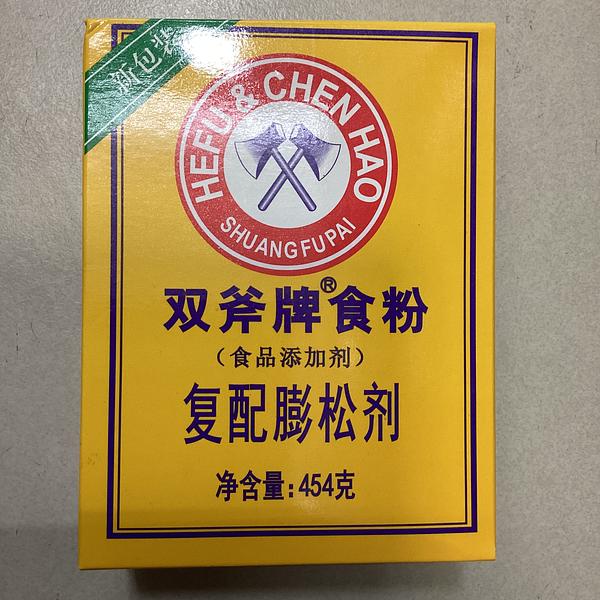 新包装
HEFU & CHEN HAO
SHUANGFUPAI
双斧牌®食粉
（食品添加剂）
复配膨松剂
净含量:454克